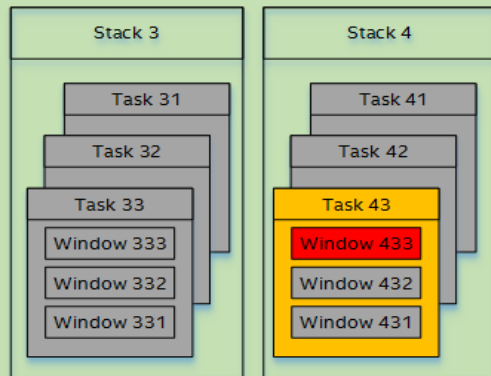 Stack 3
Task 31
Task 32
Task 33
Window 333
Window 332
Window 331
Stack 4
Task 41
Task 42
Task 43
Window 433
Window 432
Window 431